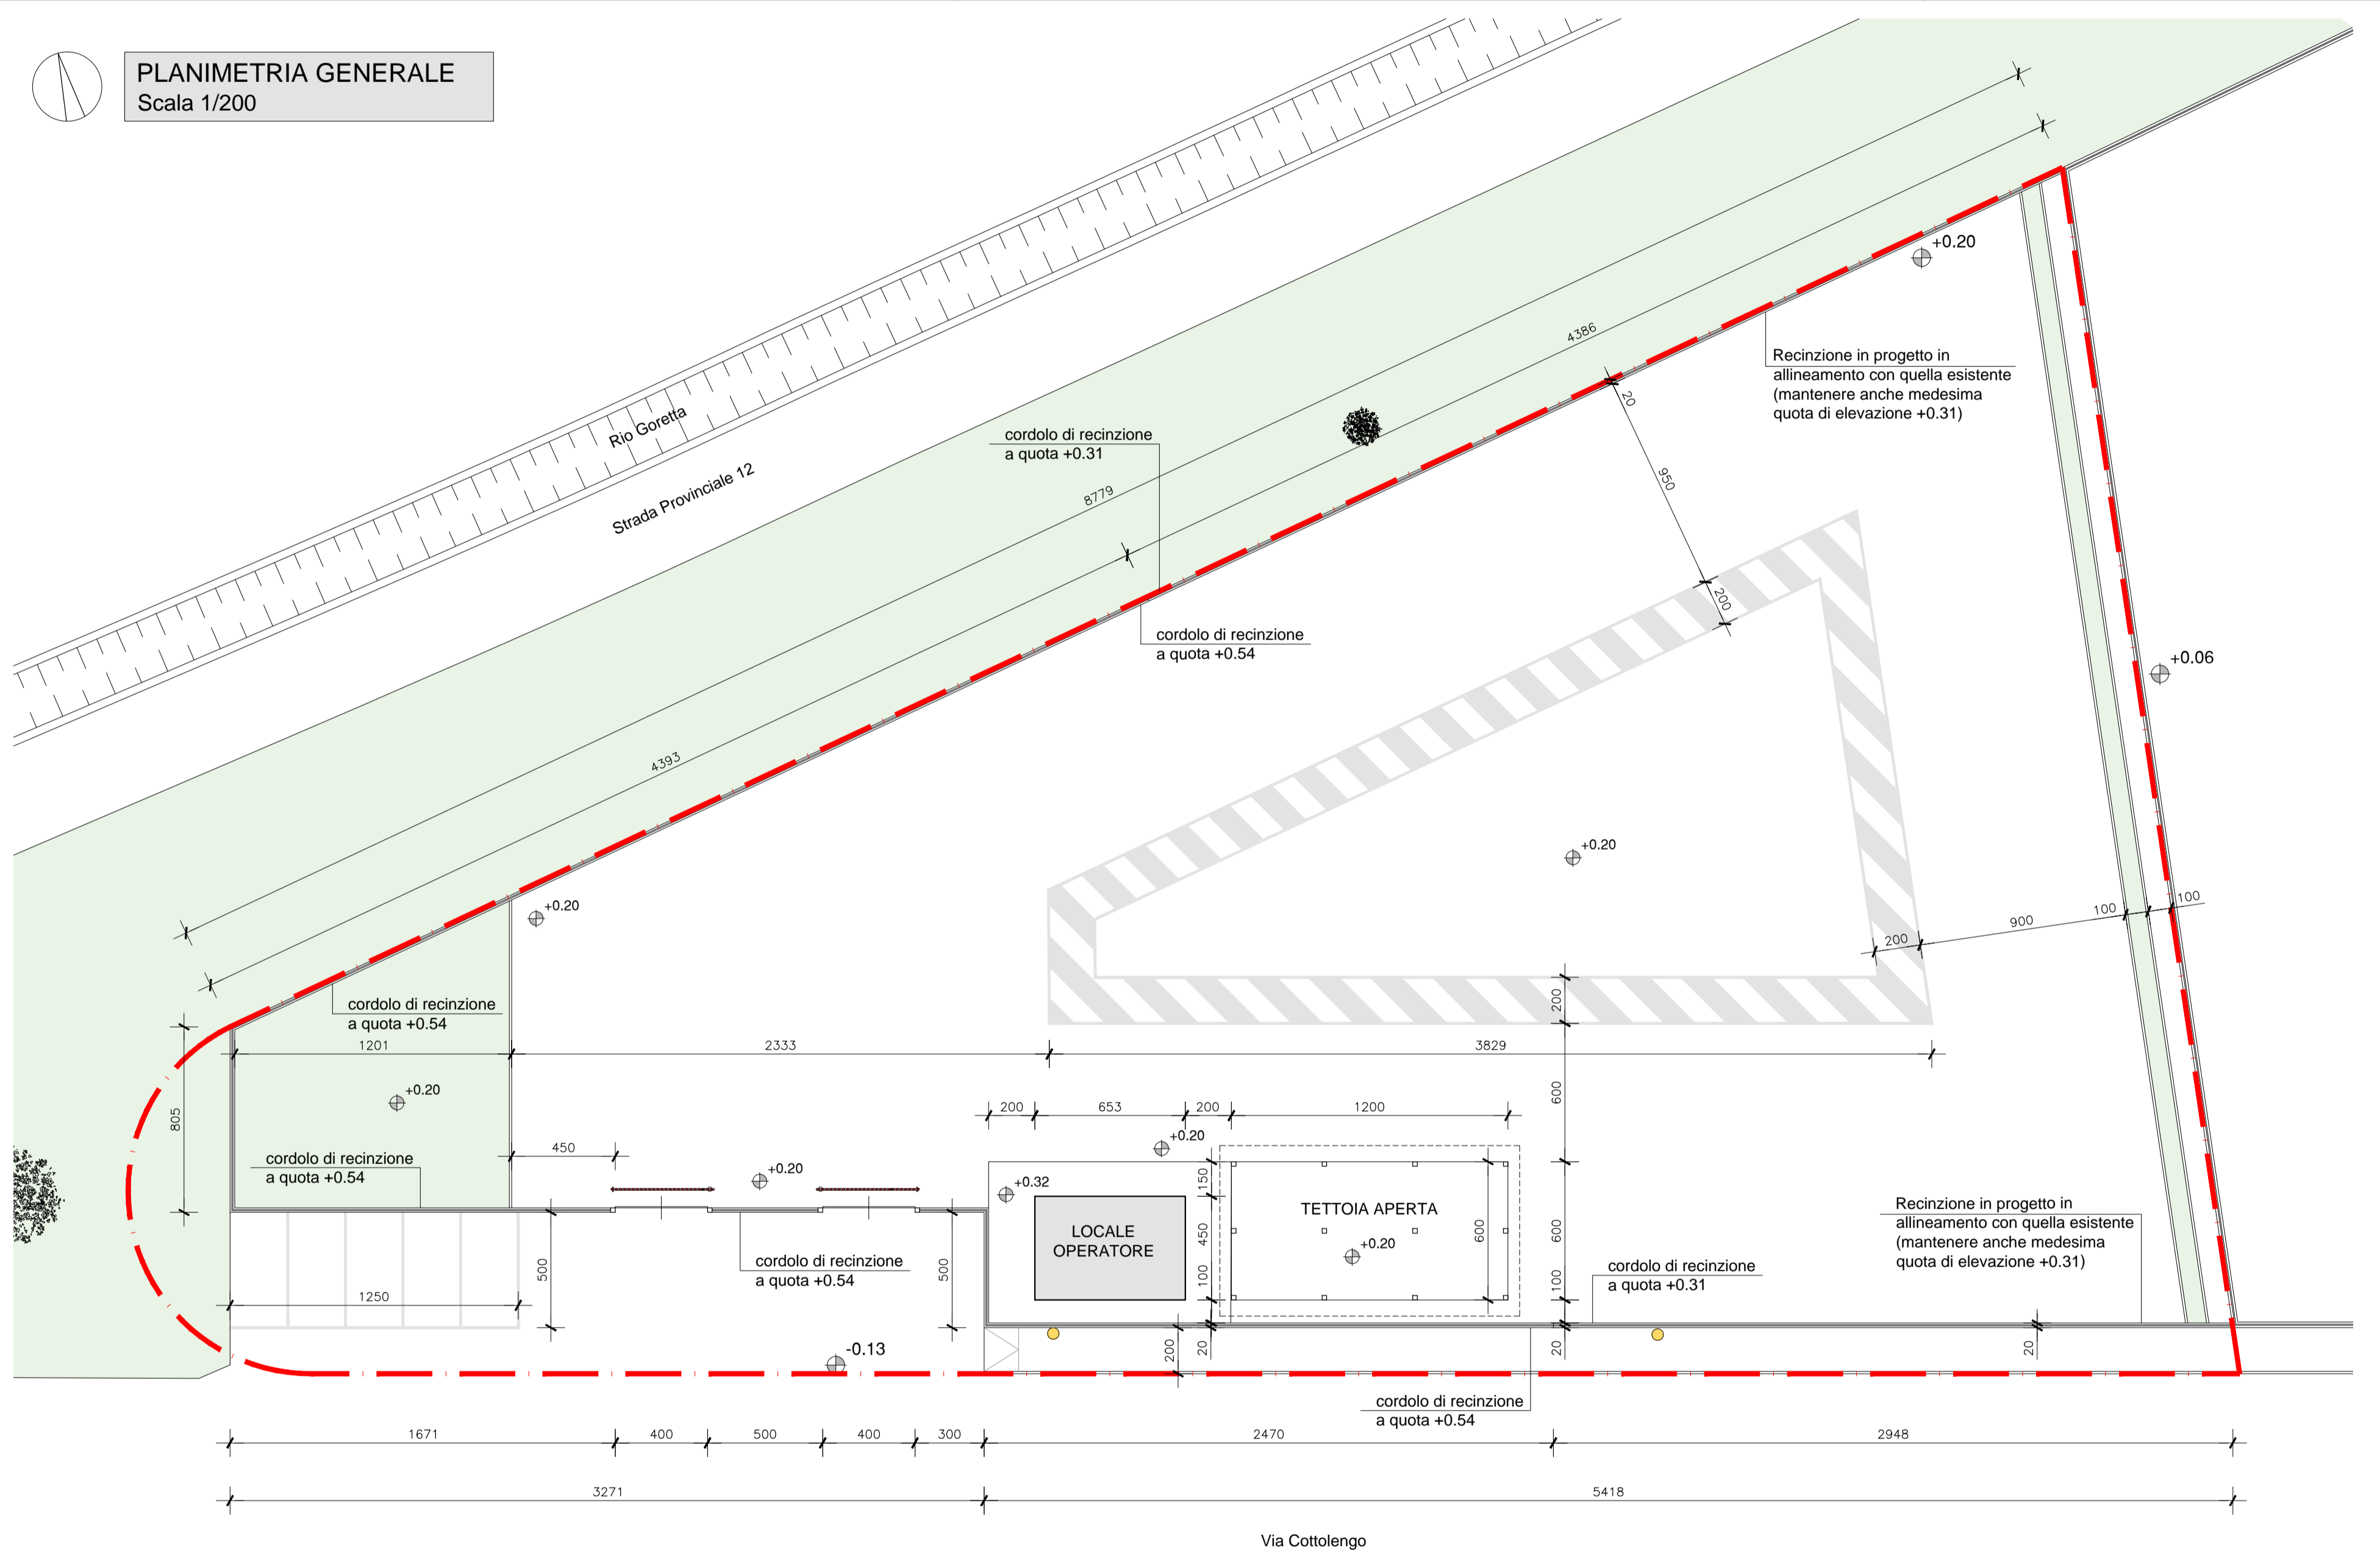 PLANIMETRIA GENERALE
Scala 1/200
+0.20
4386
Recinzione in progetto in
allineamento con quella esistente
(mantenere anche medesima
quota di elevazione +0.31)
20
Rio Goretta
cordolo di recinzione
a quota +0.31
Strada Provinciale 12
8779
950
200
cordolo di recinzione
a quota +0.54
+0.06
4393
+0.20
+0.20
100
100
900
200
cordolo di recinzione
a quota +0.54
200
1201
2333
3829
+0.20
805
600
200
653
200
1200
450
+0.20
cordolo di recinzione
a quota +0.54
+0.20
+0.32
150
TETTOIA APERTA
LOCALE
OPERATORE
450
600
600
+0.20
Recinzione in progetto in
allineamento con quella esistente
(mantenere anche medesima
quota di elevazione +0.31)
cordolo di recinzione
a quota +0.54
500
500
100
100
cordolo di recinzione
a quota +0.31
1250
-0.13
200
20
20
20
cordolo di recinzione
a quota +0.54
1671
400
500
400
300
2470
2948
3271
5418
Via Cottolengo